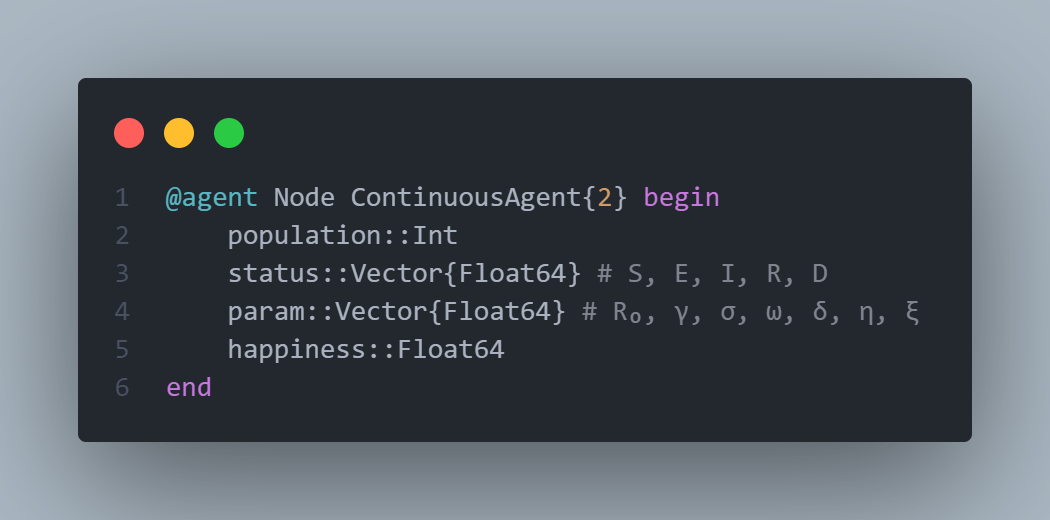 1 @agent Node ContinuousAgent{2} begin
2     population::Int
3     status::Vector{Float64} # S, E, I, R, D
4     param::Vector{Float64} # R₀, γ, σ, ω, δ, η, ξ
5     happiness::Float64
6 end